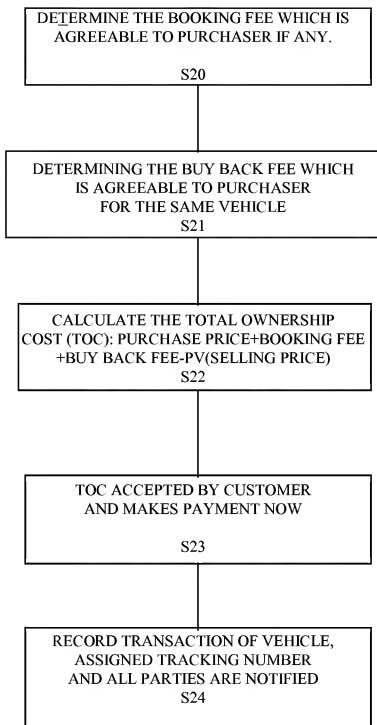 DETERMINE THE BOOKING FEE WHICH IS
AGREEABLE TO PURCHASER IF ANY.
S20
DETERMINING THE BUY BACK FEE WHICH
IS AGREEABLE TO PURCHASER
FOR THE SAME VEHICLE
S21
CALCULATE THE TOTAL OWNERSHIP
COST (TOC): PURCHASE PRICE+BOOKING FEE
+BUY BACK FEE-PV(SELLING PRICE)
S22
TOC ACCEPTED BY CUSTOMER
AND MAKES PAYMENT NOW
S23
RECORD TRANSACTION OF VEHICLE,
ASSIGNED TRACKING NUMBER
AND ALL PARTIES ARE NOTIFIED
S24